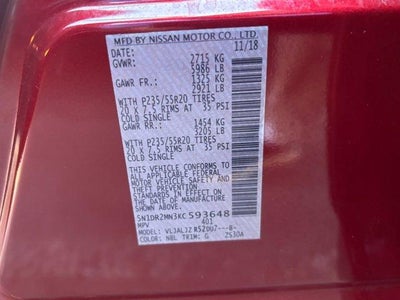 MFD BY NISSAN MOTOR CO., LTD.
DATE: 11/18
GVWR: 2715 KG
5986 LB
GAWR FR.: 1325 KG
2921 LB
WITH P235/55R20 TIRES
20 x 7.5 RIMS AT 35 PSI
COLD SINGLE
GAWR RR.: 1454 KG
3205 LB
WITH P235/55R20 TIRES
20 x 7.5 RIMS AT 35 PSI
COLD SINGLE
THIS VEHICLE CONFORMS TO
ALL APPLICABLE FEDERAL
MOTOR VEHICLE SAFETY AND
THEFT PREVENTION
STANDARDS IN EFFECT ON
THE DATE OF MANUFACTURE
SHOWN ABOVE.
5N1DR2MN3KC593648
MPV 401
COLOR: NBL TRIM: G